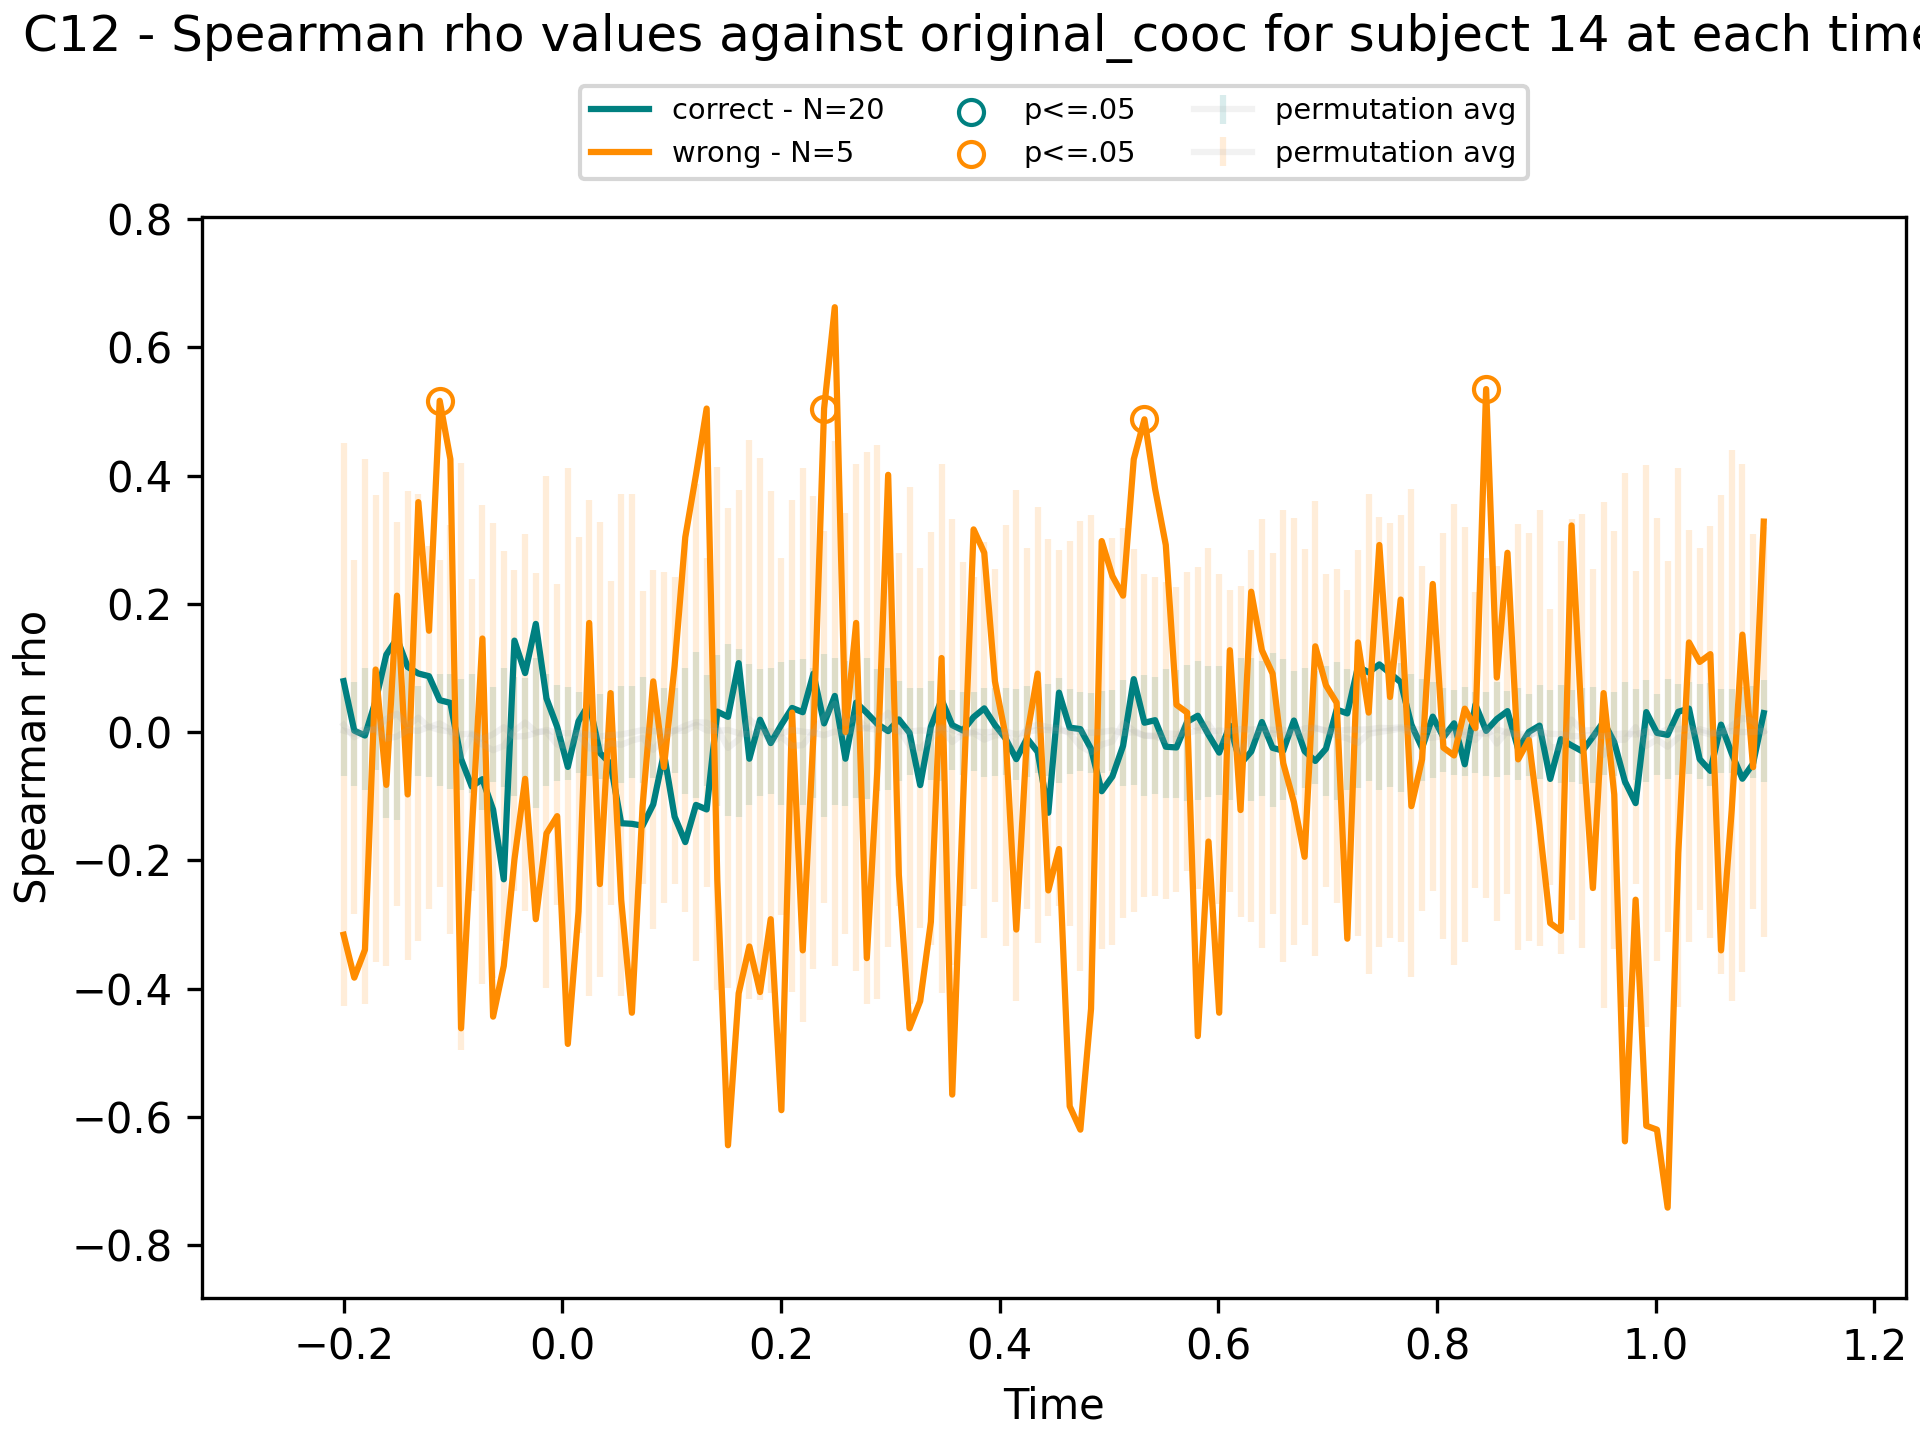 C12 - Spearman rho values against original_cooc for subject 14 at each time
correct - N=20 p<=.05 permutation avg
wrong - N=5 p<=.05 permutation avg
0.8
0.6
0.4
0.2
0.0
−0.2
−0.4
−0.6
−0.8
Spearman rho
−0.2 0.0 0.2 0.4 0.6 0.8 1.0 1.2
Time